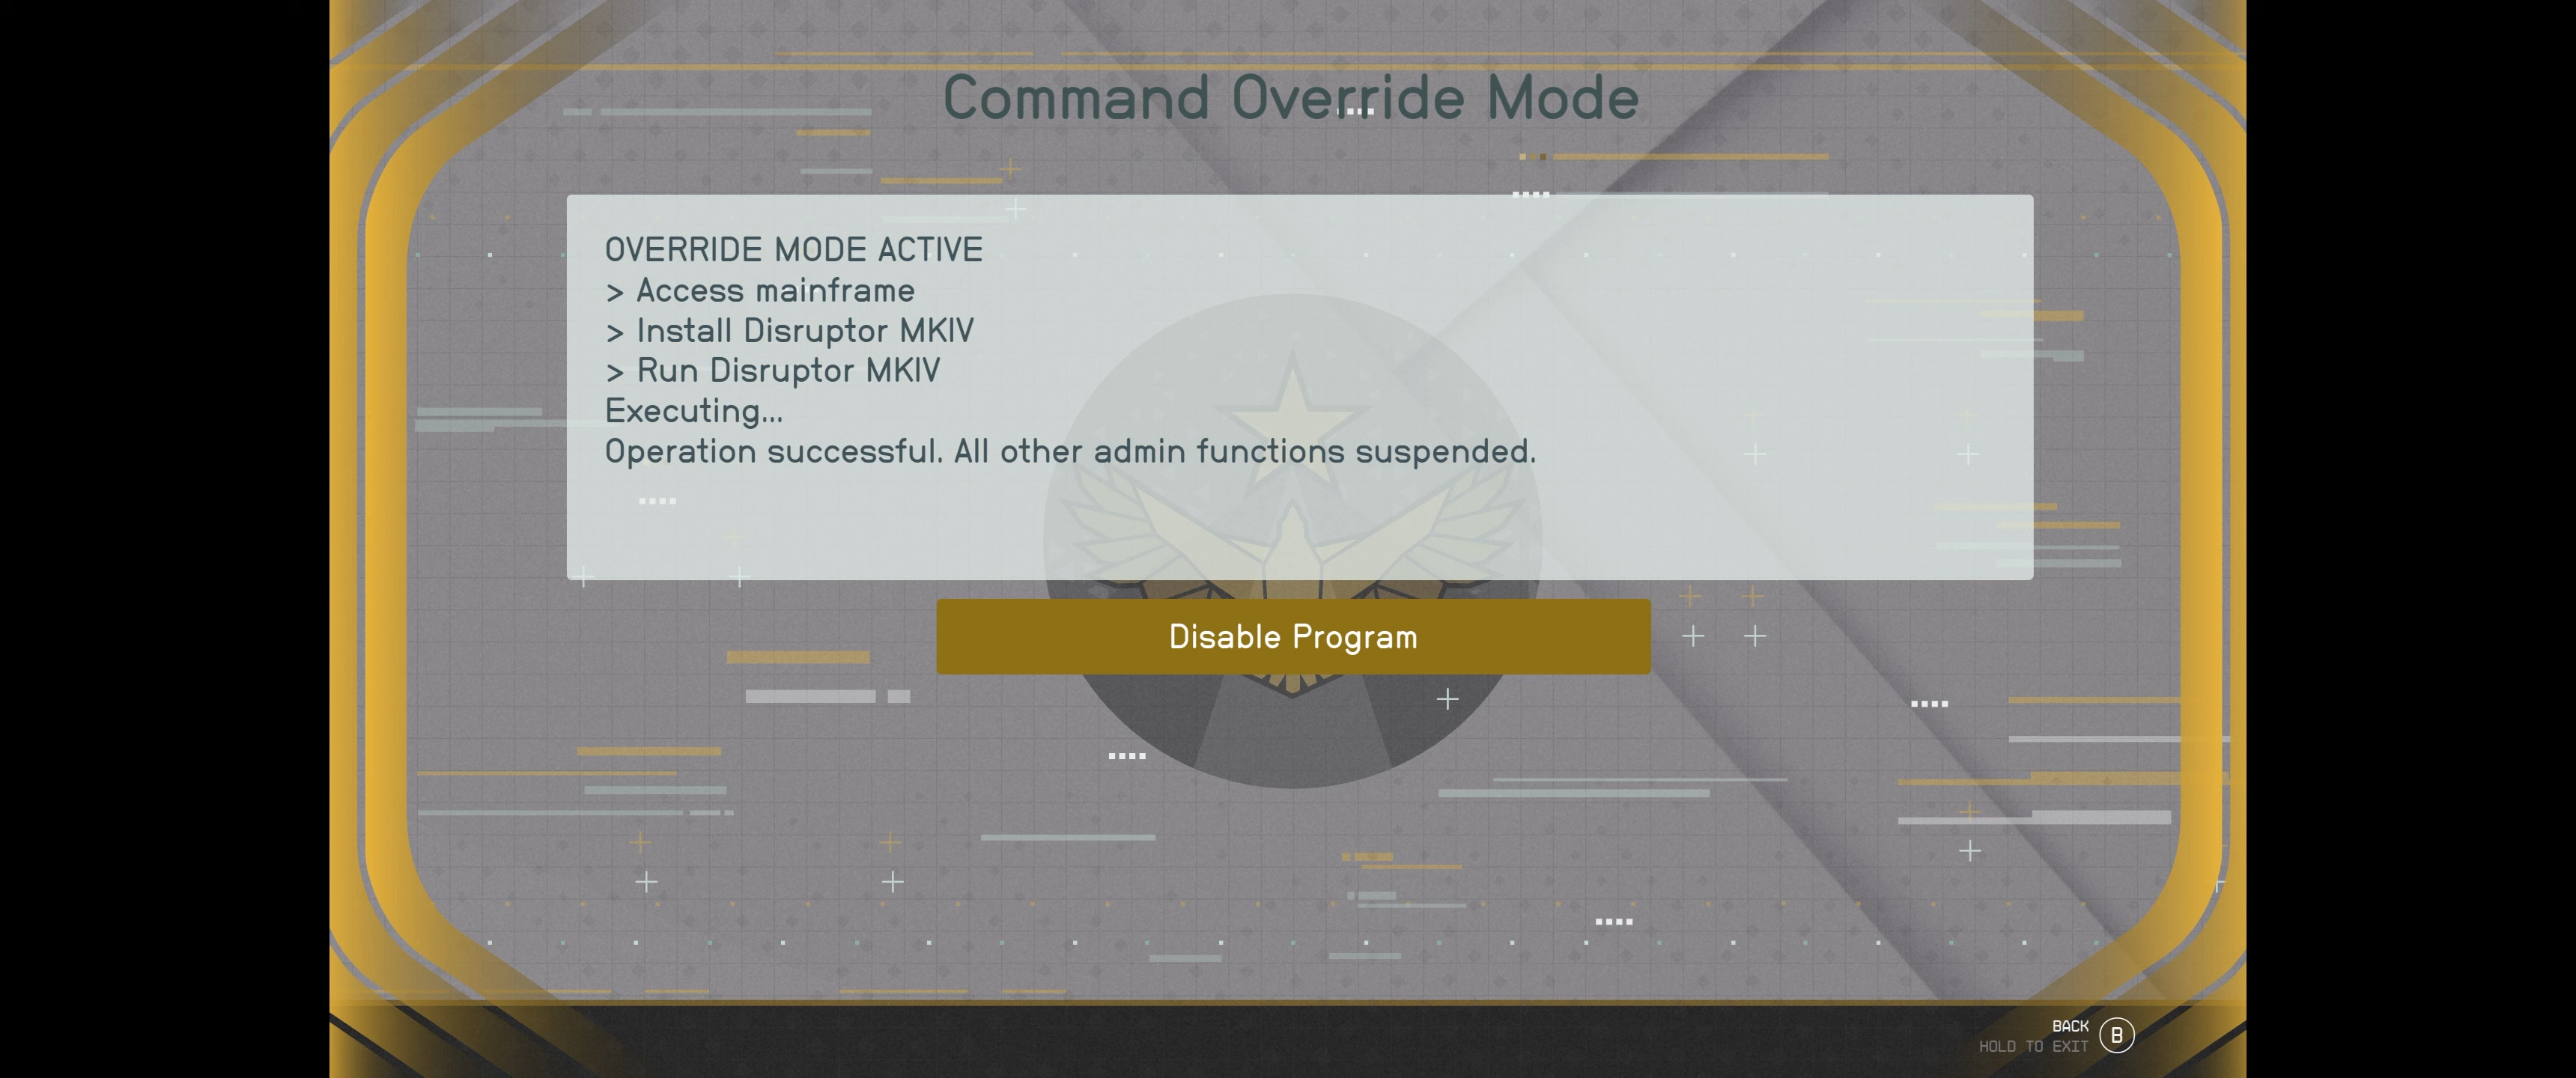 Command Override Mode
OVERRIDE MODE ACTIVE
> Access mainframe
> Install Disruptor MKIV
> Run Disruptor MKIV
Executing...
Operation successful. All other admin functions suspended.
Disable Program
BACK
HOLD TO EXIT
B